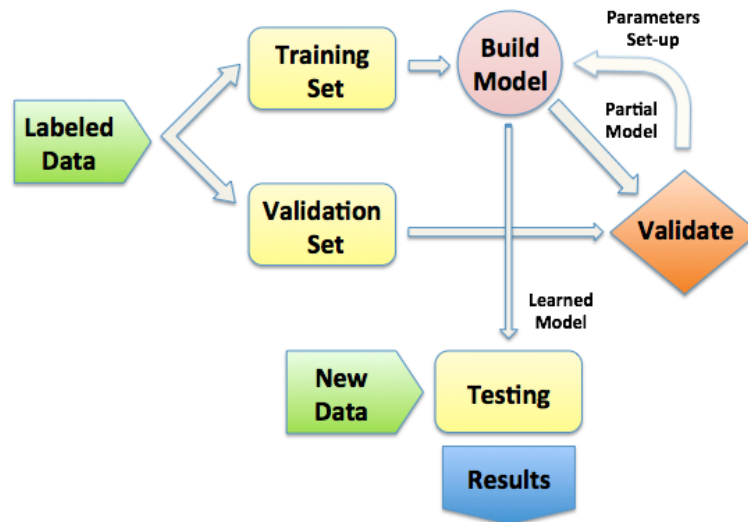 Labeled
Data
Training
Set
Validation
Set
Build
Model
Parameters
Set-up
Partial
Model
Validate
Learned
Model
New
Data
Testing
Results